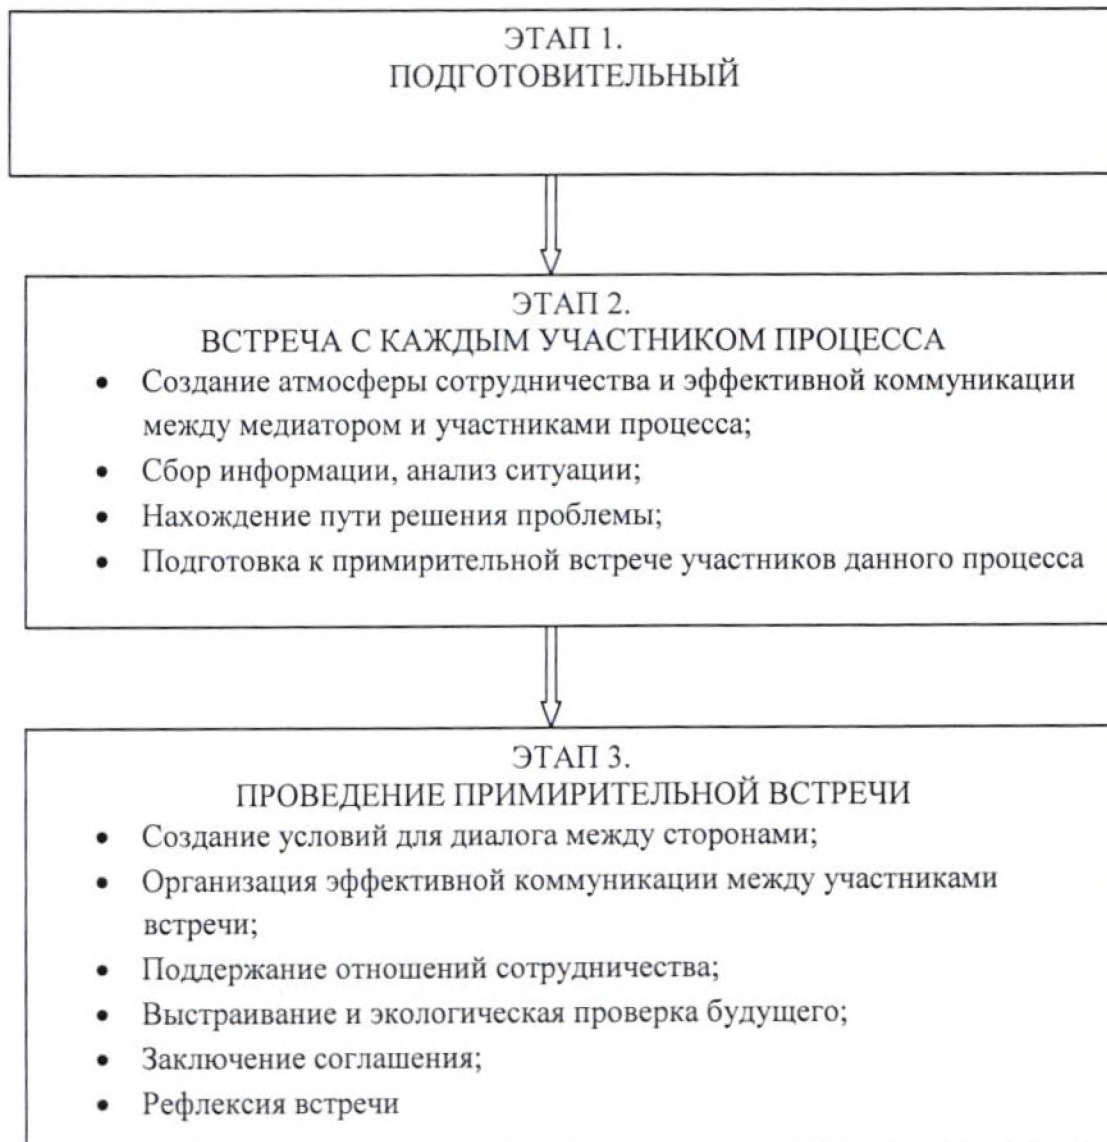 ЭТАП 1.
ПОДГОТОВИТЕЛЬНЫЙ
ЭТАП 2.
ВСТРЕЧА С КАЖДЫМ УЧАСТНИКОМ ПРОЦЕССА
• Создание атмосферы сотрудничества и эффективной коммуникации
между медиатором и участниками процесса;
• Сбор информации, анализ ситуации;
• Нахождение пути решения проблемы;
• Подготовка к примирительной встрече участников данного процесса
ЭТАП 3.
ПРОВЕДЕНИЕ ПРИМИРИТЕЛЬНОЙ ВСТРЕЧИ
• Создание условий для диалога между сторонами;
• Организация эффективной коммуникации между участниками
встречи;
• Поддержание отношений сотрудничества;
• Выстраивание и экологическая проверка будущего;
• Заключение соглашения;
• Рефлексия встречи